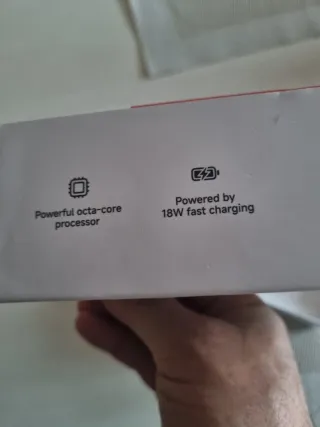 Powerful octa-core
processor
Powered by
18W fast charging